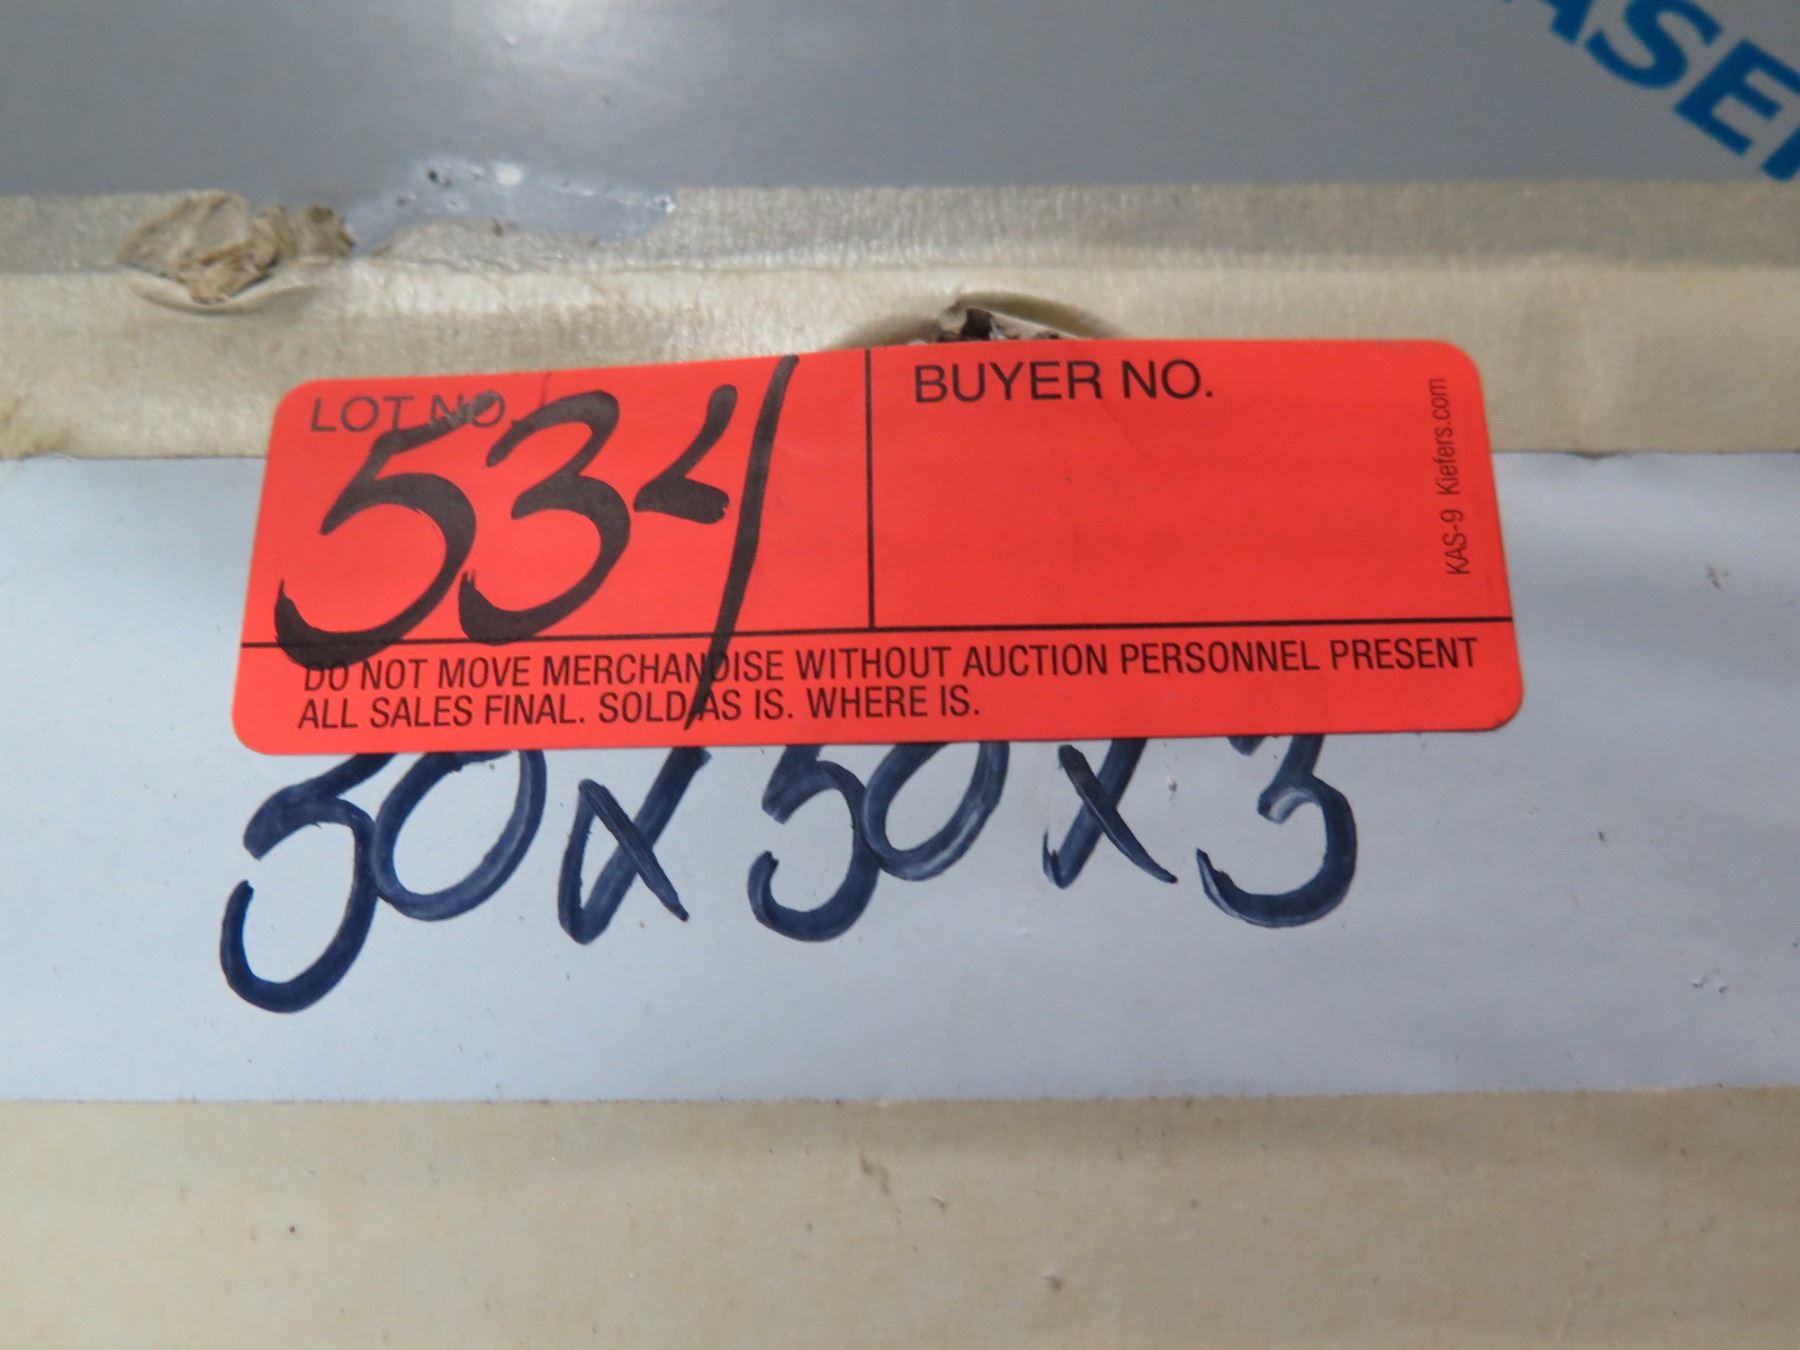 LOT NO.
534
BUYER NO.
KAS-9 Kiefers.com
DO NOT MOVE MERCHANDISE WITHOUT AUCTION PERSONNEL PRESENT
ALL SALES FINAL. SOLD AS IS. WHERE IS.
50x50x3